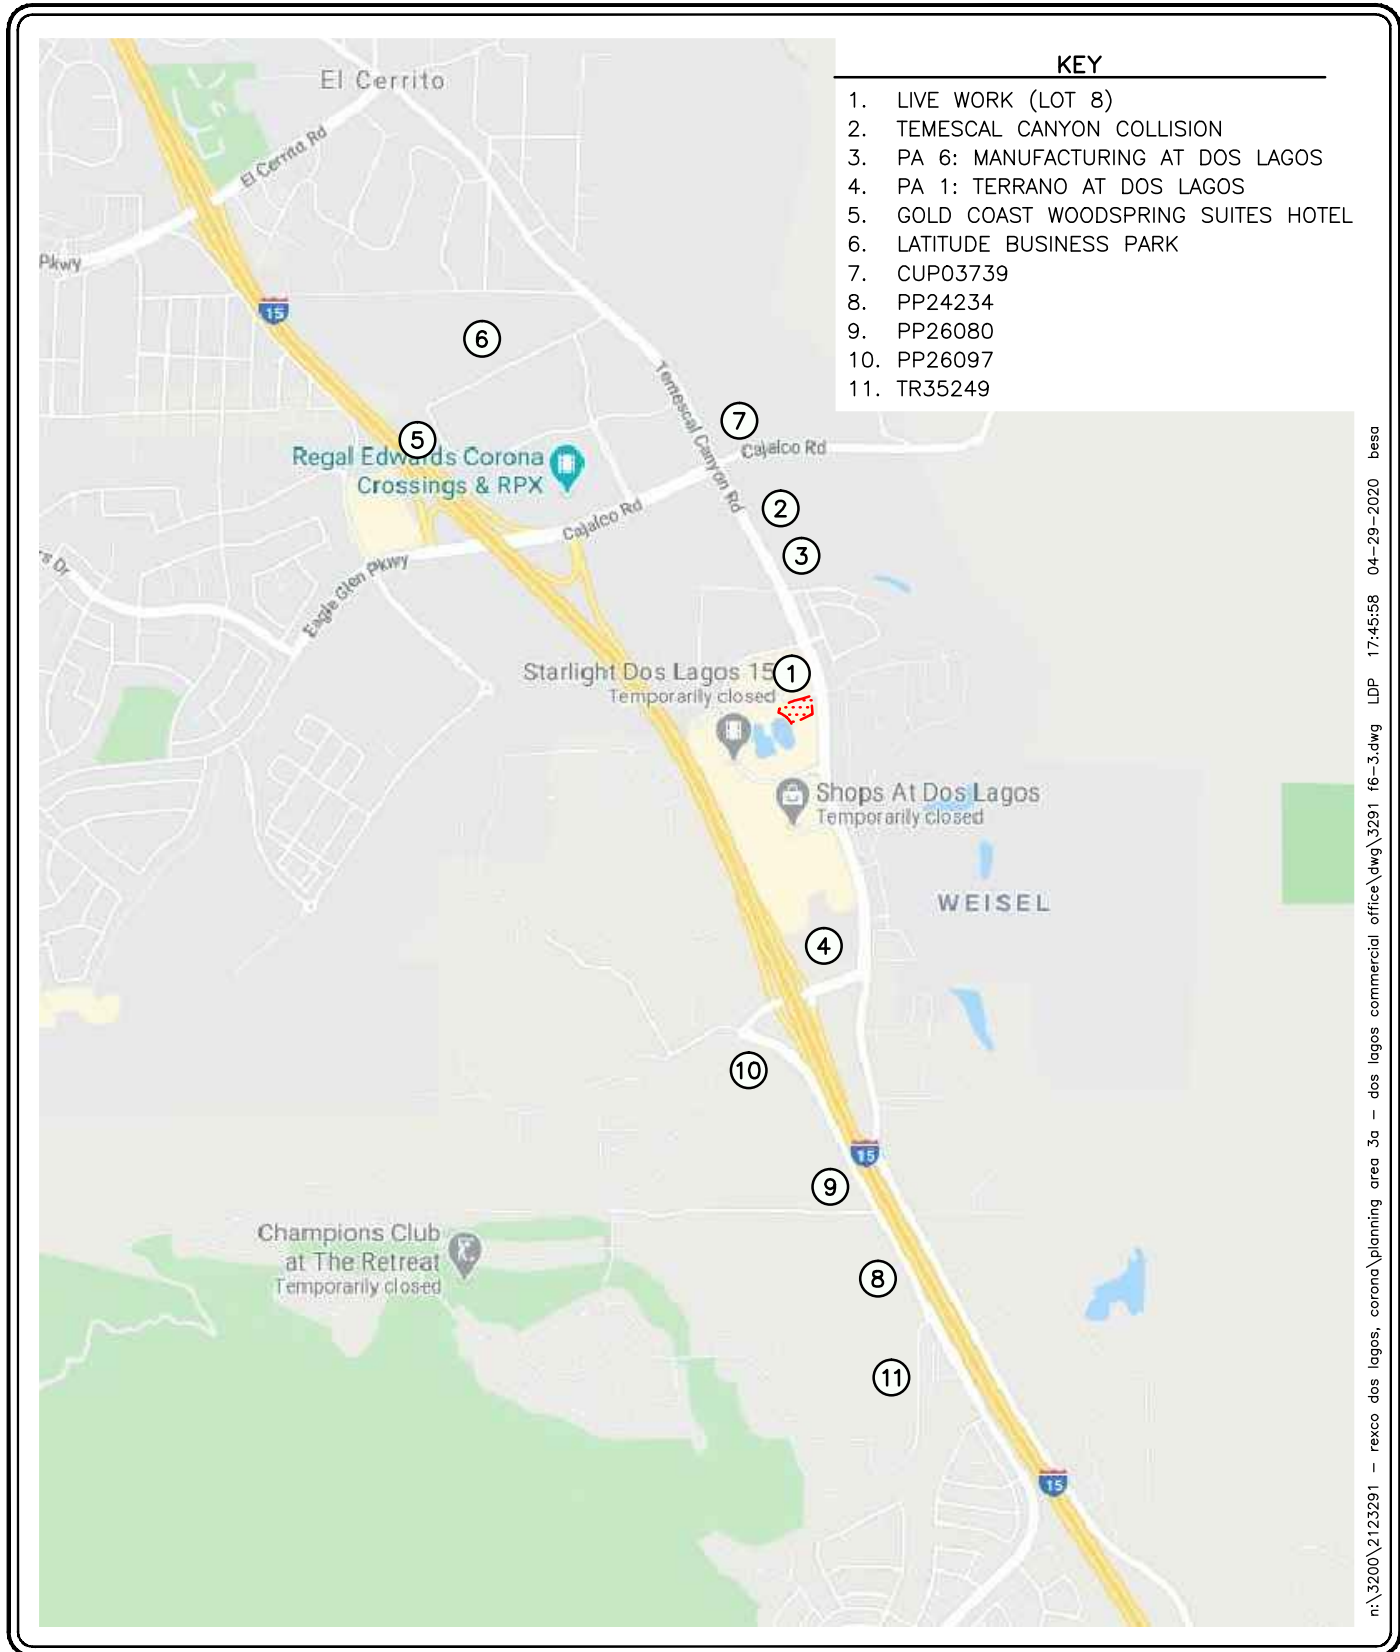 KEY
1. LIVE WORK (LOT 8)
2. TEMESCAL CANYON COLLISION
3. PA 6: MANUFACTURING AT DOS LAGOS
4. PA 1: TERRANO AT DOS LAGOS
5. GOLD COAST WOODSPRING SUITES HOTEL
6. LATITUDE BUSINESS PARK
7. CUP03739
8. PP24234
9. PP26080
10. PP26097
11. TR35249
El Cerrito
El Cerrito Rd
Pkwy
15
6
Temescal Canyon Rd
7
Cajalco Rd
5
Regal Edwards Corona
Crossings & RPX
2
Cajalco Rd
3
rs Dr
Eagle Glen Pkwy
Starlight Dos Lagos 15
Temporarily closed
1
Shops At Dos Lagos
Temporarily closed
WEISEL
4
10
15
9
Champions Club
at The Retreat
Temporarily closed
8
11
15
n:\3200\2123291 - rexco dos lagos, corona\planning area 3a - dos lagos commercial office\dwg\3291 f6-3.dwg LDP 17:45:58 04-29-2020 besa